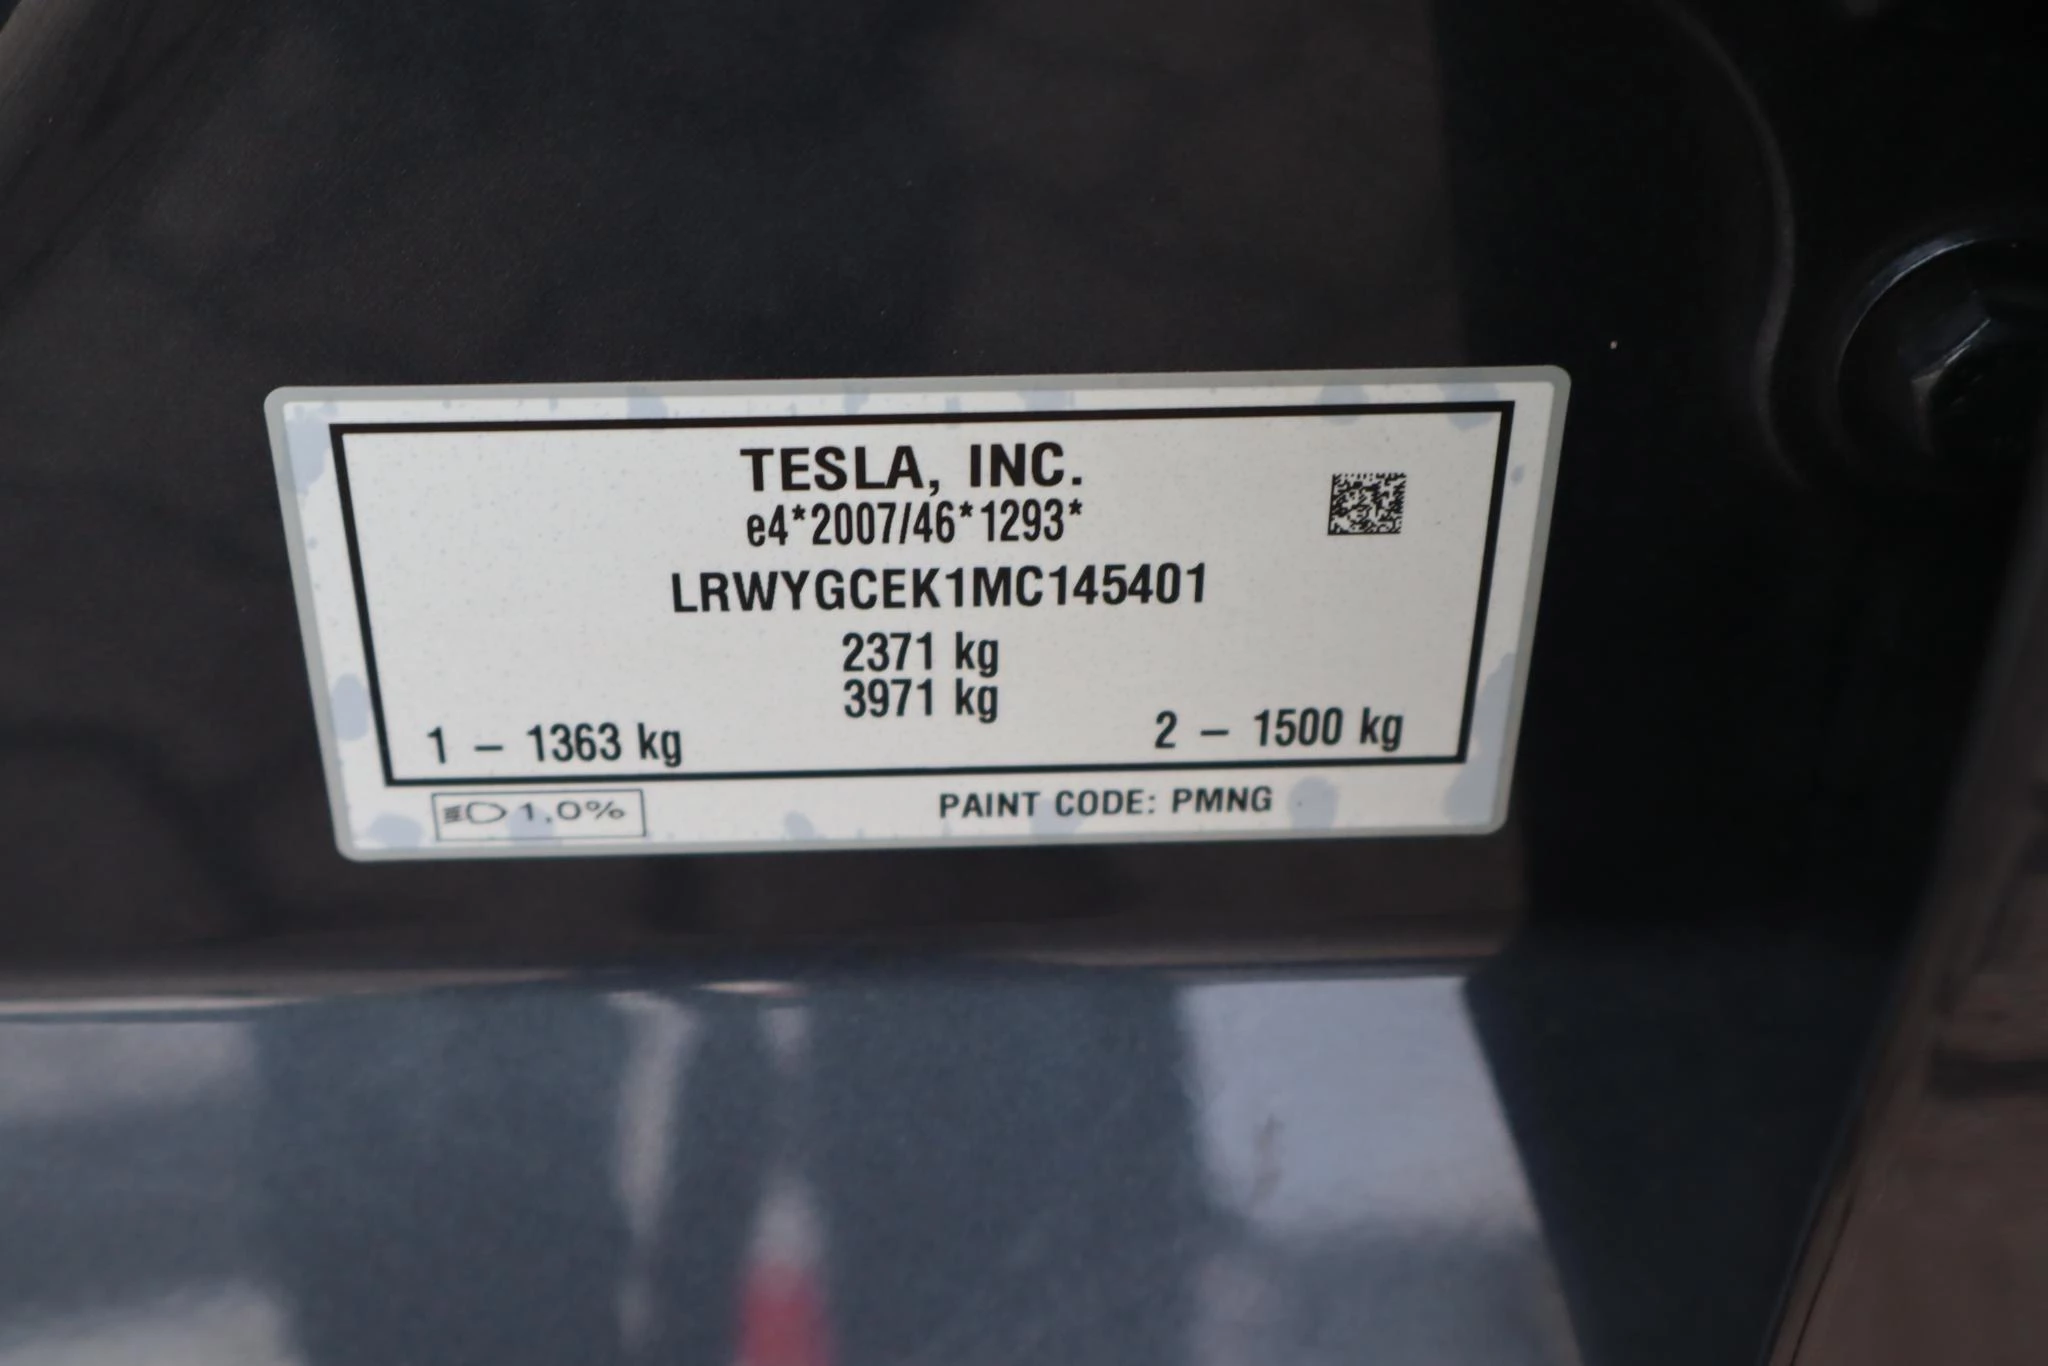 TESLA, INC.
e4*2007/46*1293*
LRWYGCEK1MC145401
2371 kg
3971 kg
1 – 1363 kg
2 – 1500 kg
1.0%
PAINT CODE: PMNG